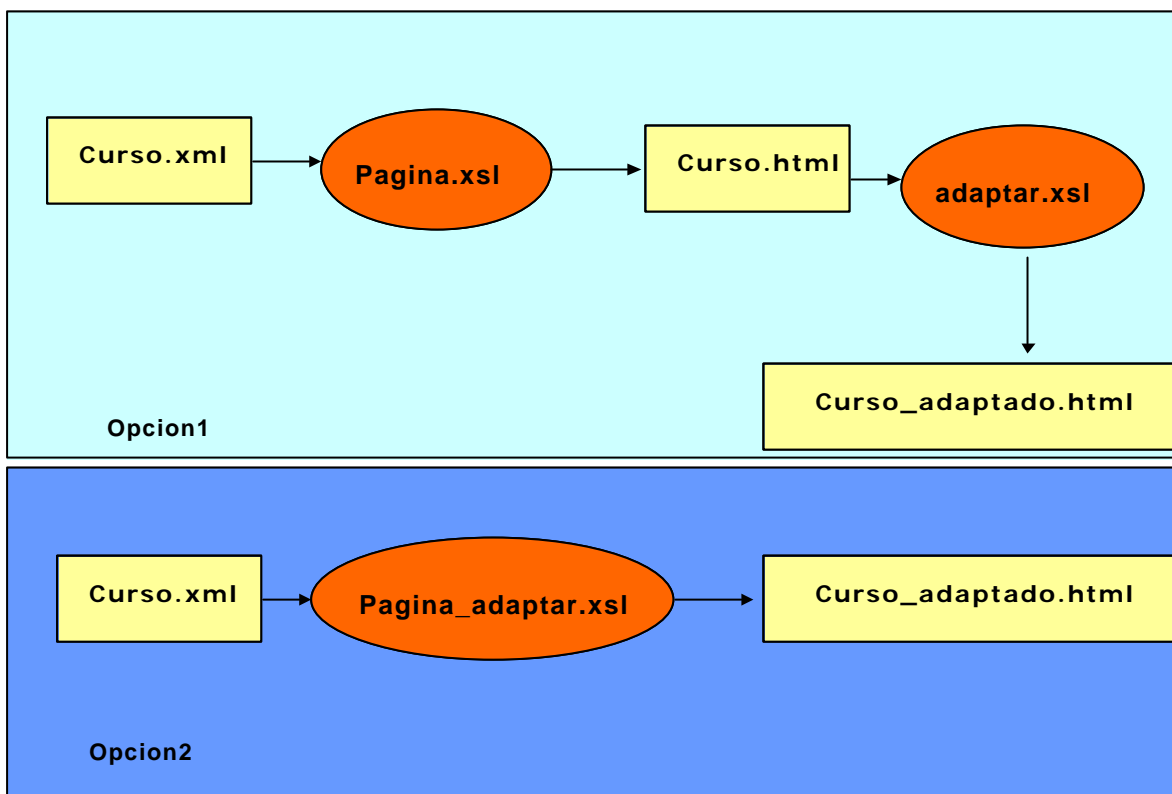 Curso.xml
Pagina.xsl
Curso.html
adaptar.xsl
Curso_adaptado.html
Opcion1
Curso.xml
Pagina_adaptar.xsl
Curso_adaptado.html
Opcion2